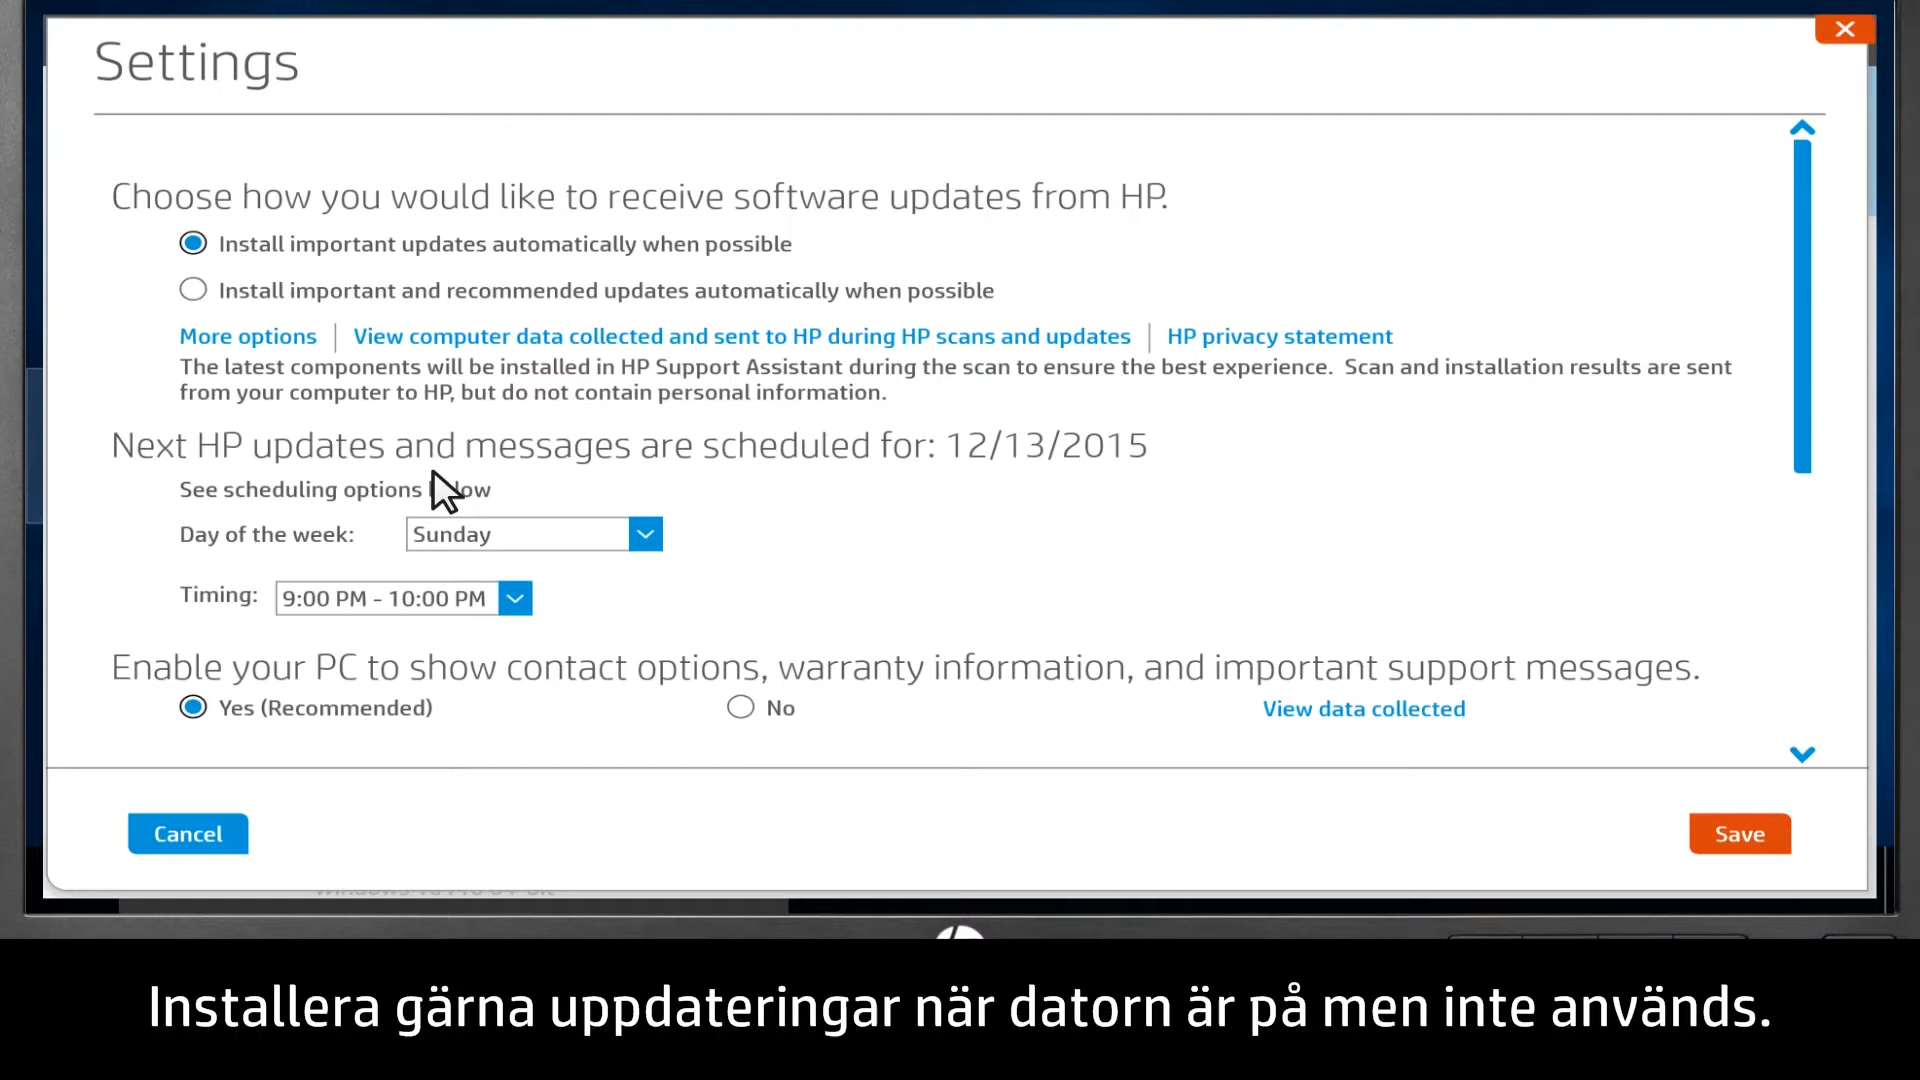 Settings
Choose how you would like to receive software updates from HP.
Install important updates automatically when possible
Install important and recommended updates automatically when possible
More options | View computer data collected and sent to HP during HP scans and updates | HP privacy statement
The latest components will be installed in HP Support Assistant during the scan to ensure the best experience. Scan and installation results are sent
from your computer to HP, but do not contain personal information.
Next HP updates and messages are scheduled for: 12/13/2015
See scheduling options
Day of the week: Sunday
Timing: 9:00 PM - 10:00 PM
Enable your PC to show contact options, warranty information, and important support messages.
Yes (Recommended) No View data collected
Cancel Save
Installera gärna uppdateringar när datorn är på men inte används.